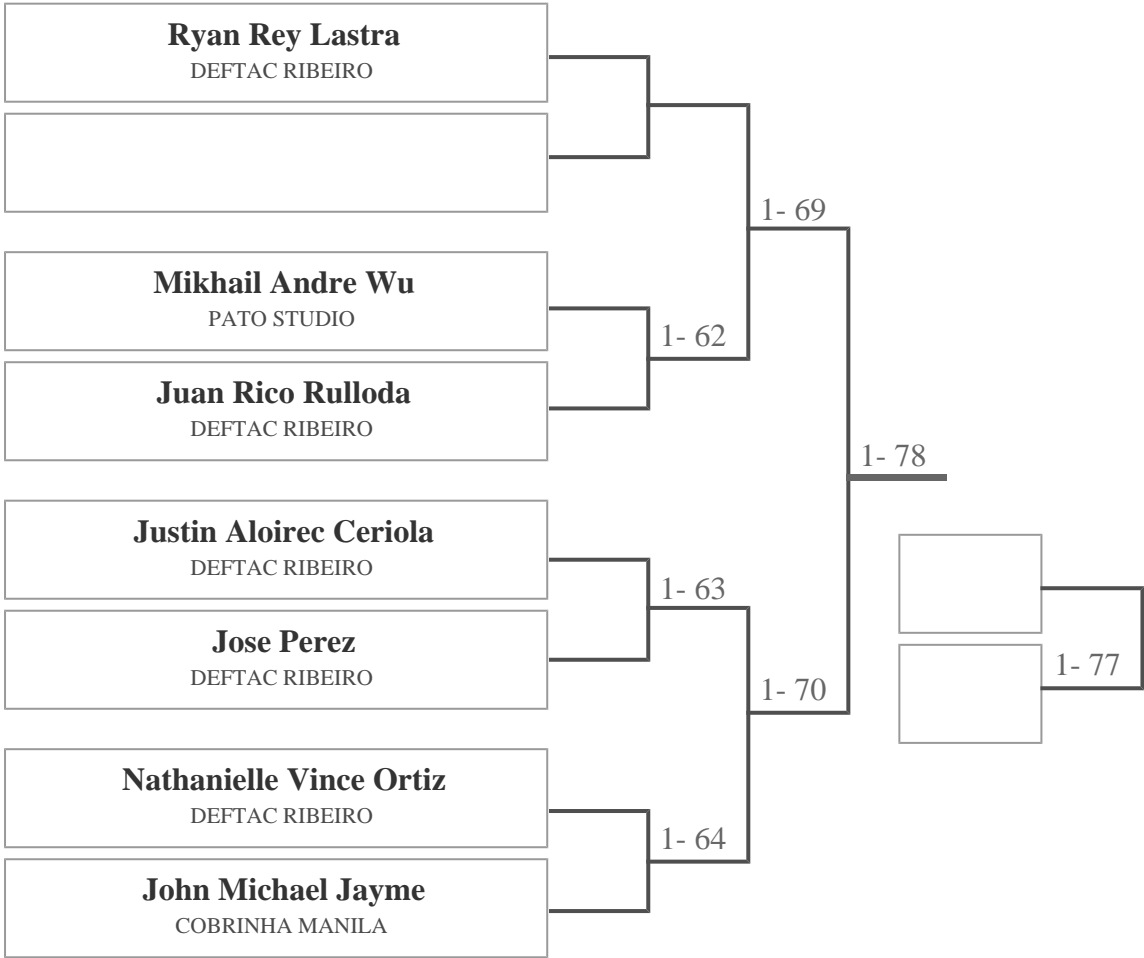 Ryan Rey Lastra
DEFTAC RIBEIRO
1- 69
Mikhail Andre Wu
PATO STUDIO
1- 62
Juan Rico Rulloda
DEFTAC RIBEIRO
1- 78
Justin Aloirec Ceriola
DEFTAC RIBEIRO
1- 63
Jose Perez
DEFTAC RIBEIRO
1- 77
1- 70
Nathanielle Vince Ortiz
DEFTAC RIBEIRO
1- 64
John Michael Jayme
COBRINHA MANILA